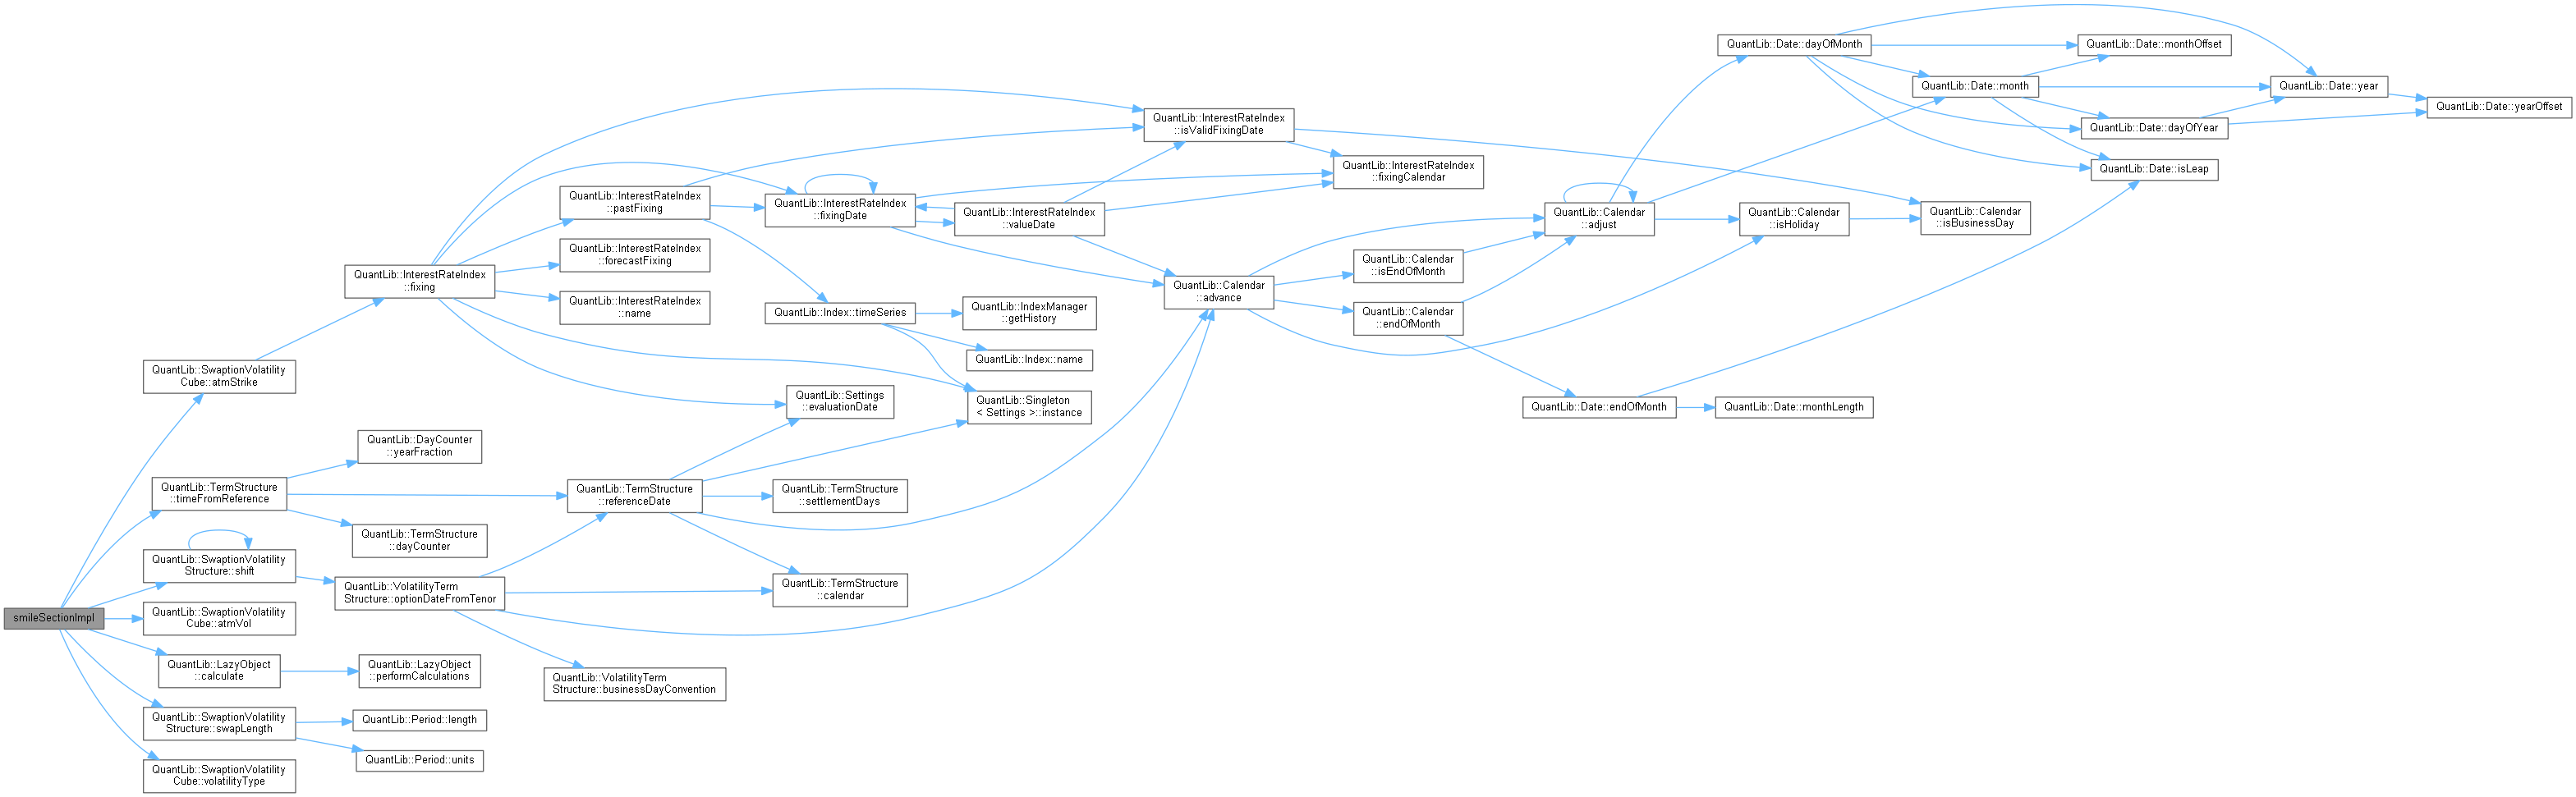 smileSectionImpl
QuantLib::SwaptionVolatility
Cube::atmStrike
QuantLib::TermStructure
::timeFromReference
QuantLib::SwaptionVolatility
Structure::shift
QuantLib::SwaptionVolatility
Cube::atmVol
QuantLib::LazyObject
::calculate
QuantLib::SwaptionVolatility
Structure::swapLength
QuantLib::SwaptionVolatility
Cube::volatilityType
QuantLib::InterestRateIndex
::fixing
QuantLib::DayCounter
::yearFraction
QuantLib::TermStructure
::dayCounter
QuantLib::VolatilityTerm
Structure::optionDateFromTenor
QuantLib::LazyObject
::performCalculations
QuantLib::Period::length
QuantLib::Period::units
QuantLib::InterestRateIndex
::pastFixing
QuantLib::InterestRateIndex
::forecastFixing
QuantLib::InterestRateIndex
::name
QuantLib::TermStructure
::referenceDate
QuantLib::VolatilityTerm
Structure::businessDayConvention
QuantLib::InterestRateIndex
::fixingDate
QuantLib::Index::timeSeries
QuantLib::Settings
::evaluationDate
QuantLib::TermStructure
::settlementDays
QuantLib::TermStructure
::calendar
QuantLib::InterestRateIndex
::valueDate
QuantLib::IndexManager
::getHistory
QuantLib::Index::name
QuantLib::Singleton
< Settings >::instance
QuantLib::InterestRateIndex
::isValidFixingDate
QuantLib::Calendar
::advance
QuantLib::InterestRateIndex
::fixingCalendar
QuantLib::Calendar
::isEndOfMonth
QuantLib::Calendar
::endOfMonth
QuantLib::Calendar
::adjust
QuantLib::Date::endOfMonth
QuantLib::Date::dayOfMonth
QuantLib::Calendar
::isHoliday
QuantLib::Date::monthLength
QuantLib::Date::month
QuantLib::Calendar
::isBusinessDay
QuantLib::Date::monthOffset
QuantLib::Date::dayOfYear
QuantLib::Date::isLeap
QuantLib::Date::year
QuantLib::Date::yearOffset